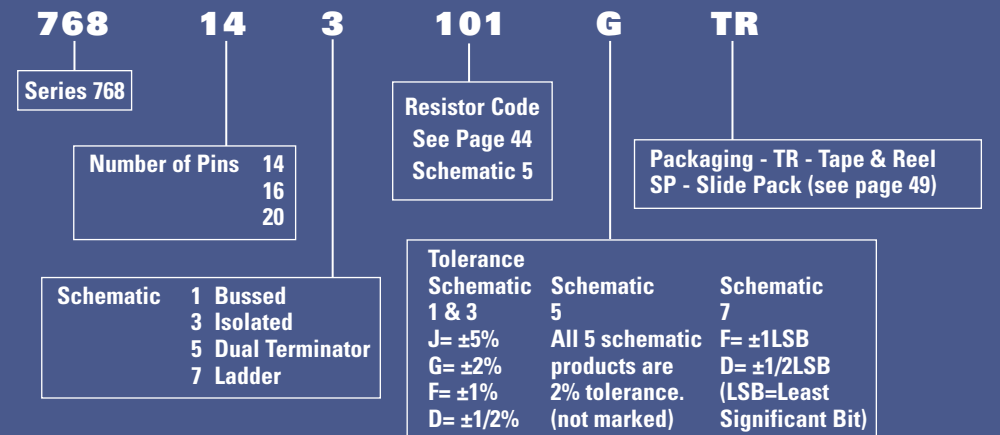 768 14 3 101 G TR
Series 768
Number of Pins 14
16
20
Resistor Code
See Page 44
Schematic 5
Packaging - TR - Tape & Reel
SP - Slide Pack (see page 49)
Schematic 1 Bussed
3 Isolated
5 Dual Terminator
7 Ladder
Tolerance
Schematic Schematic Schematic
1 & 3 5 7
J= ±5% All 5 schematic F= ±1LSB
G= ±2% products are D= ±1/2LSB
F= ±1% 2% tolerance. (LSB=Least
D= ±1/2% (not marked) Significant Bit)